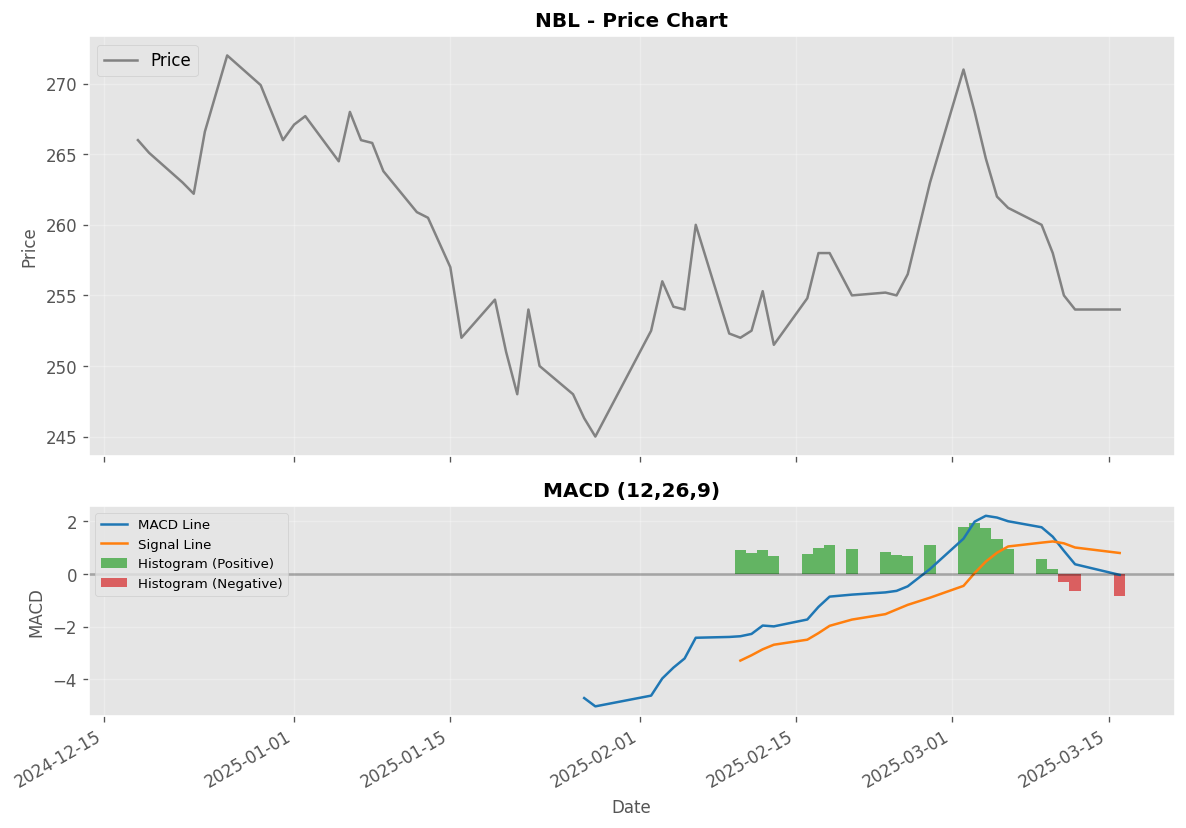 NBL - Price Chart
Price
270
265
260
255
250
245
Price
MACD (12,26,9)
MACD Line
Signal Line
Histogram (Positive)
Histogram (Negative)
2
0
−2
−4
MACD
2024-12-15
2025-01-01
2025-01-15
2025-02-01
2025-02-15
2025-03-01
2025-03-15
Date